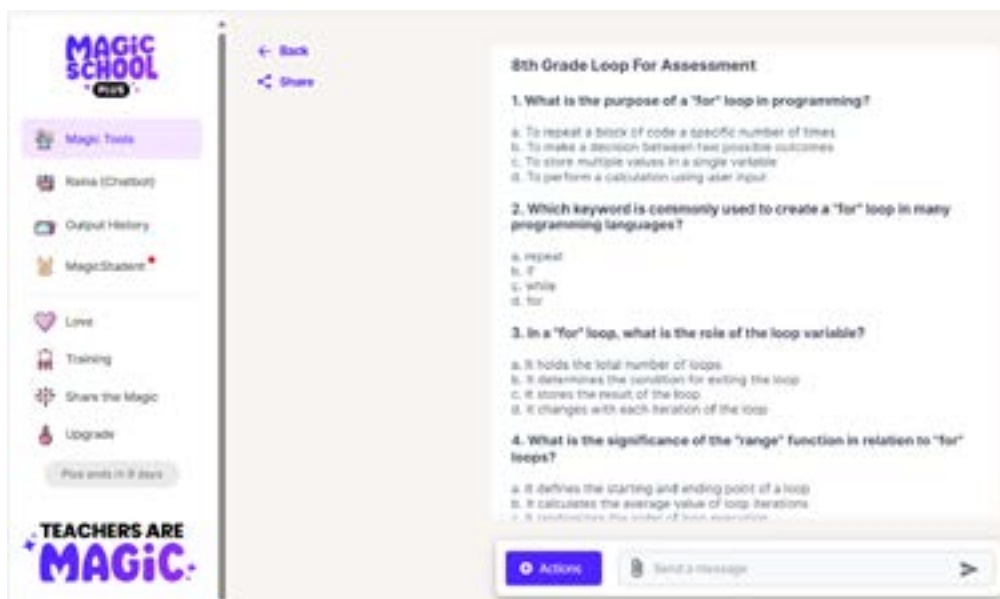 MAGiC
SCHOOL
PLUS
Magic Tools
Raina (Chatbot)
Output History
MagicStudent
Love
Training
Share the Magic
Upgrade
Plus ends in 9 days
TEACHERS ARE
MAGiC
Back
Share
8th Grade Loop For Assessment
1. What is the purpose of a "for" loop in programming?
a. To repeat a block of code a specific number of times
b. To make a decision between two possible outcomes
c. To store multiple values in a single variable
d. To perform a calculation using user input
2. Which keyword is commonly used to create a "for" loop in many
programming languages?
a. repeat
b. if
c. while
d. for
3. In a "for" loop, what is the role of the loop variable?
a. It holds the total number of loops
b. It determines the condition for exiting the loop
c. It stores the result of the loop
d. It changes with each iteration of the loop
4. What is the significance of the "range" function in relation to "for"
loops?
a. It defines the starting and ending point of a loop
b. It calculates the average value of loop iterations
c. It randomizes the order of loop execution
Actions
Send a message